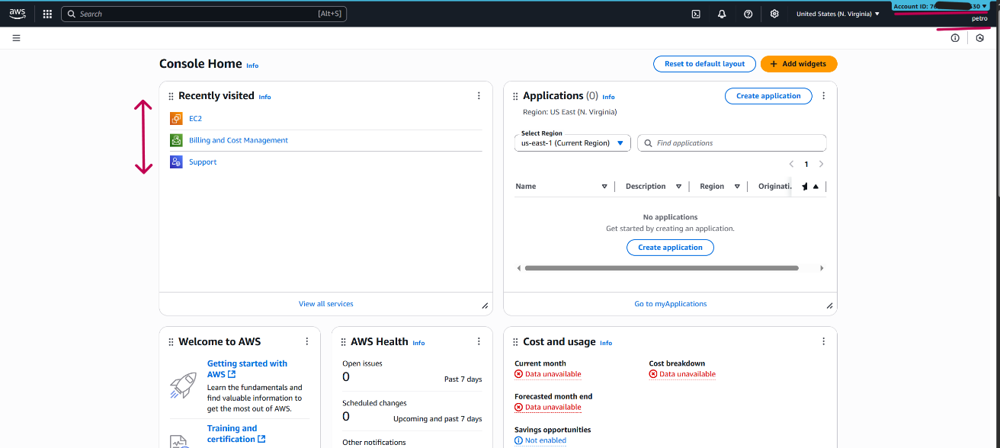 aws
Search
[Alt+S]
United States (N. Virginia)
Account ID: 7
30
petro
Console Home Info
Reset to default layout
Add widgets
Recently visited Info
EC2
Billing and Cost Management
Support
View all services
Applications (0) Info
Create application
Region: US East (N. Virginia)
Select Region
us-east-1 (Current Region)
Find applications
1
Name
Description
Region
Originati.
No applications
Get started by creating an application.
Create application
Go to myApplications
Welcome to AWS
Getting started with
AWS
Learn the fundamentals and
find valuable information to
get the most out of AWS.
Training and
certification
AWS Health Info
Open issues
0
Past 7 days
Scheduled changes
0
Upcoming and past 7 days
Other notifications
Cost and usage Info
Current month
Data unavailable
Cost breakdown
Data unavailable
Forecasted month end
Data unavailable
Savings opportunities
Not enabled